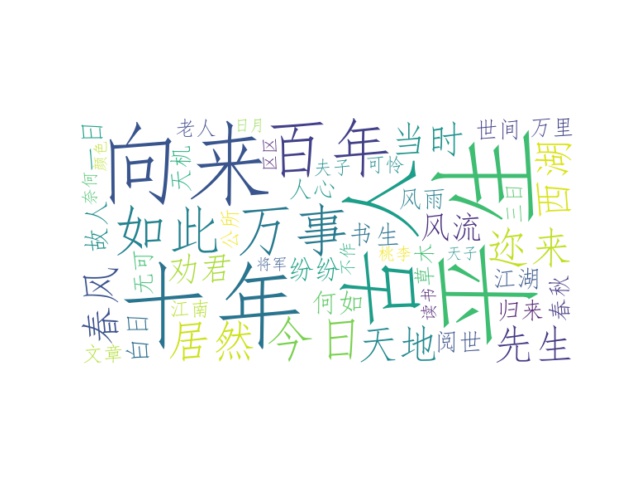 向来
百年
当时
世间
万里
老人
日月
区区
夫子
可怜
一日
奈何
颜色
天机
人心
古人
平生
三日
西湖
风雨
故人
如此
万事
公所
书生
风流
迩来
不作
桃李
草木
天子
春风
无可
劝君
将军
纷纷
十年
江南
何如
读书
江湖
归来
春秋
文章
白日
居然
今日
天地
阅世
先生